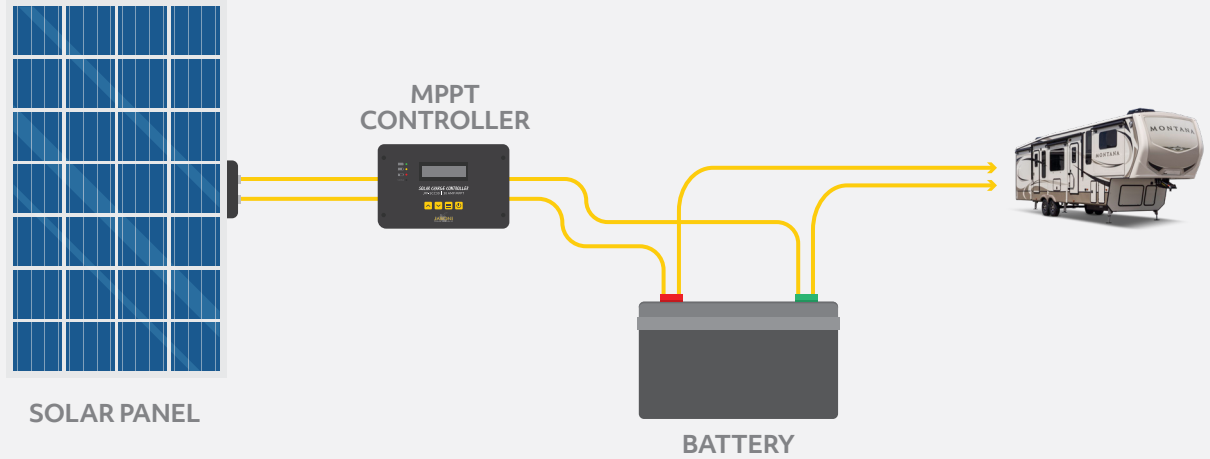 MPPT
CONTROLLER
SOLAR CHARGE CONTROLLER
MONTANA
MONTANA
SOLAR PANEL
BATTERY